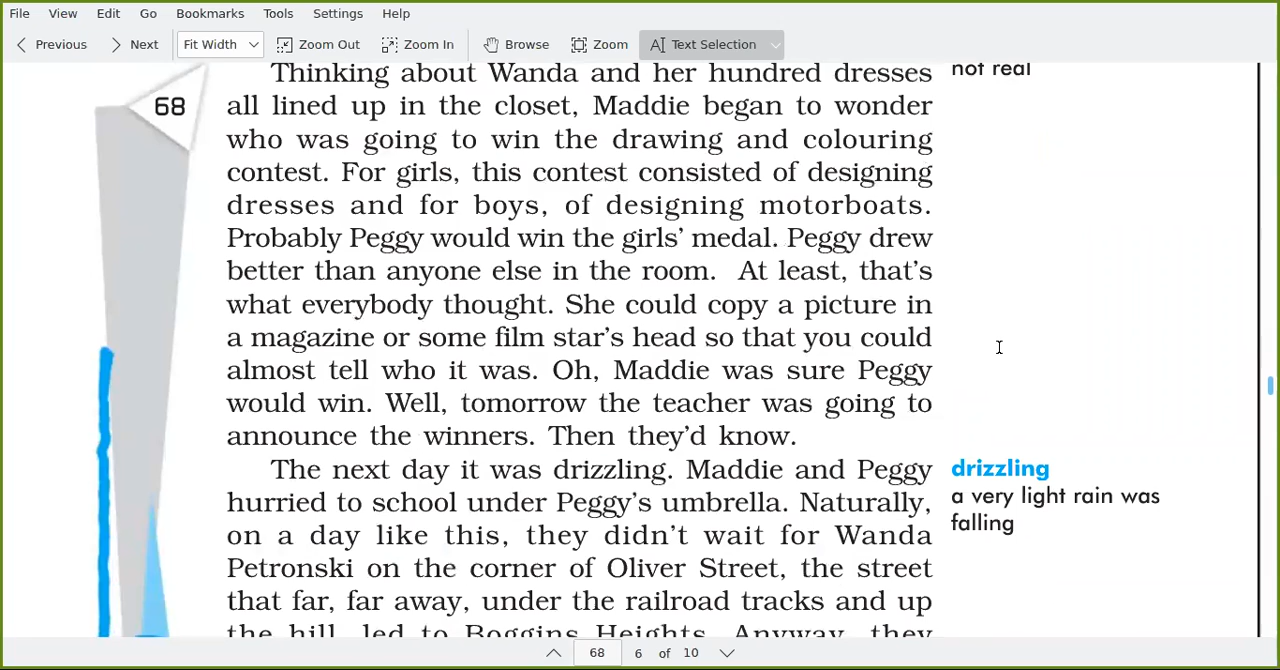 File View Edit Go Bookmarks Tools Settings Help
Previous Next Fit Width Zoom Out Zoom In Browse Zoom Text Selection
68
Thinking about Wanda and her hundred dresses
all lined up in the closet, Maddie began to wonder
who was going to win the drawing and colouring
contest. For girls, this contest consisted of designing
dresses and for boys, of designing motorboats.
Probably Peggy would win the girls’ medal. Peggy drew
better than anyone else in the room. At least, that’s
what everybody thought. She could copy a picture in
a magazine or some film star’s head so that you could
almost tell who it was. Oh, Maddie was sure Peggy
would win. Well, tomorrow the teacher was going to
announce the winners. Then they’d know.
The next day it was drizzling. Maddie and Peggy
hurried to school under Peggy’s umbrella. Naturally,
on a day like this, they didn’t wait for Wanda
Petronski on the corner of Oliver Street, the street
that far, far away, under the railroad tracks and up
the hill, led to Boggins Heights. Anyway, they
not real
drizzling
a very light rain was
falling
68 6 of 10